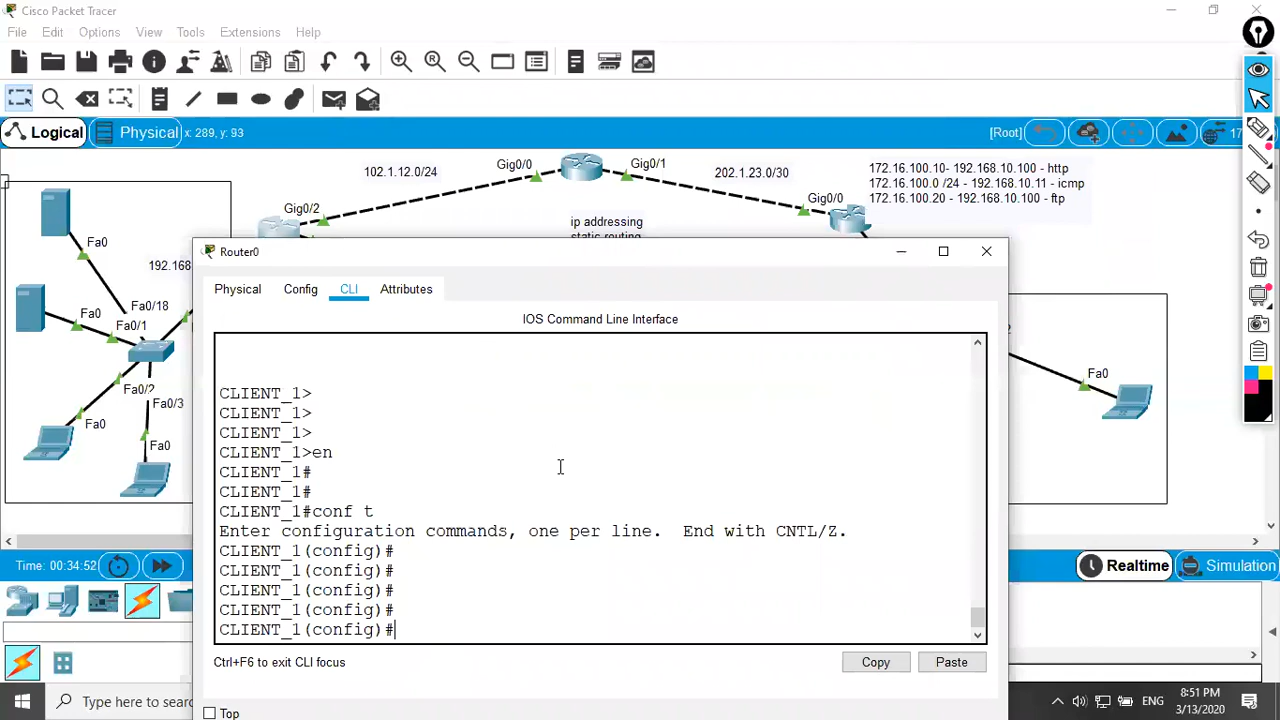 Cisco Packet Tracer
File Edit Options View Tools Extensions Help
Logical Physical x: 289, y: 93 [Root] 17
102.1.12.0/24 Gig0/0 Gig0/1 202.1.23.0/30
172.16.100.10- 192.168.10.100 - http
172.16.100.0 /24 - 192.168.10.11 - icmp
172.16.100.20 - 192.168.10.100 - ftp
Gig0/2 Gig0/0
ip addressing
static routing
Fa0
192.168
Fa0/18
Fa0
Fa0/1
Fa0/2
Fa0/3
Fa0
Fa0
2
Fa0
Router0
Physical Config CLI Attributes
IOS Command Line Interface
CLIENT_1>
CLIENT_1>
CLIENT_1>
CLIENT_1>en
CLIENT_1#
CLIENT_1#
CLIENT_1#conf t
Enter configuration commands, one per line.  End with CNTL/Z.
CLIENT_1(config)#
CLIENT_1(config)#
CLIENT_1(config)#
CLIENT_1(config)#
CLIENT_1(config)#
Ctrl+F6 to exit CLI focus Copy Paste
Top
Time: 00:34:52 Realtime Simulation
Type here to searc
ENG 8:51 PM
3/13/2020